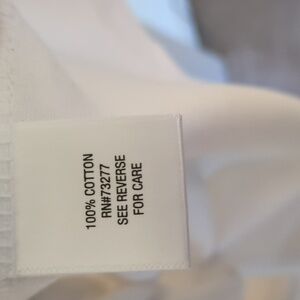 100% COTTON
RN#73277
SEE REVERSE
FOR CARE